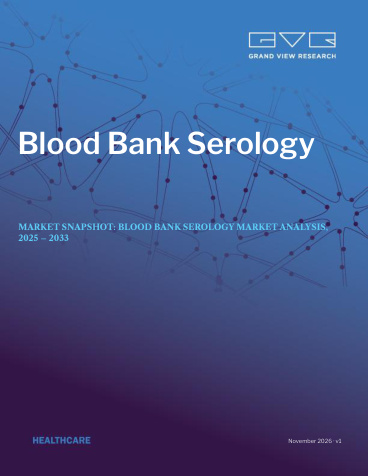 GRAND VIEW RESEARCH
Blood Bank Serology
MARKET SNAPSHOT: BLOOD BANK SEROLOGY MARKET ANALYSIS,
2025 – 2033
HEALTHCARE
November 2026 · v1